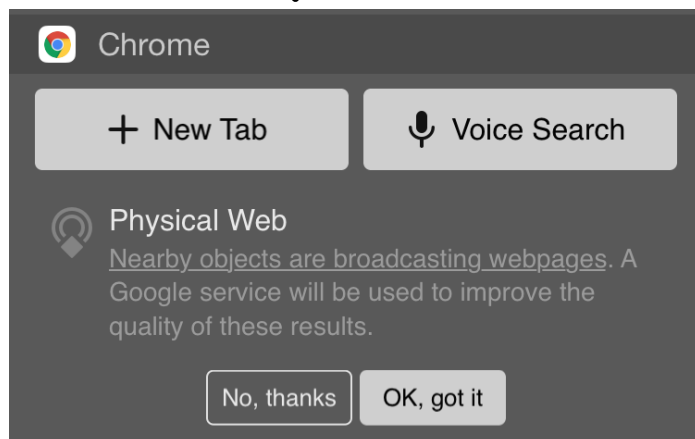 Chrome
New Tab
Voice Search
Physical Web
Nearby objects are broadcasting webpages. A
Google service will be used to improve the
quality of these results.
No, thanks
OK, got it